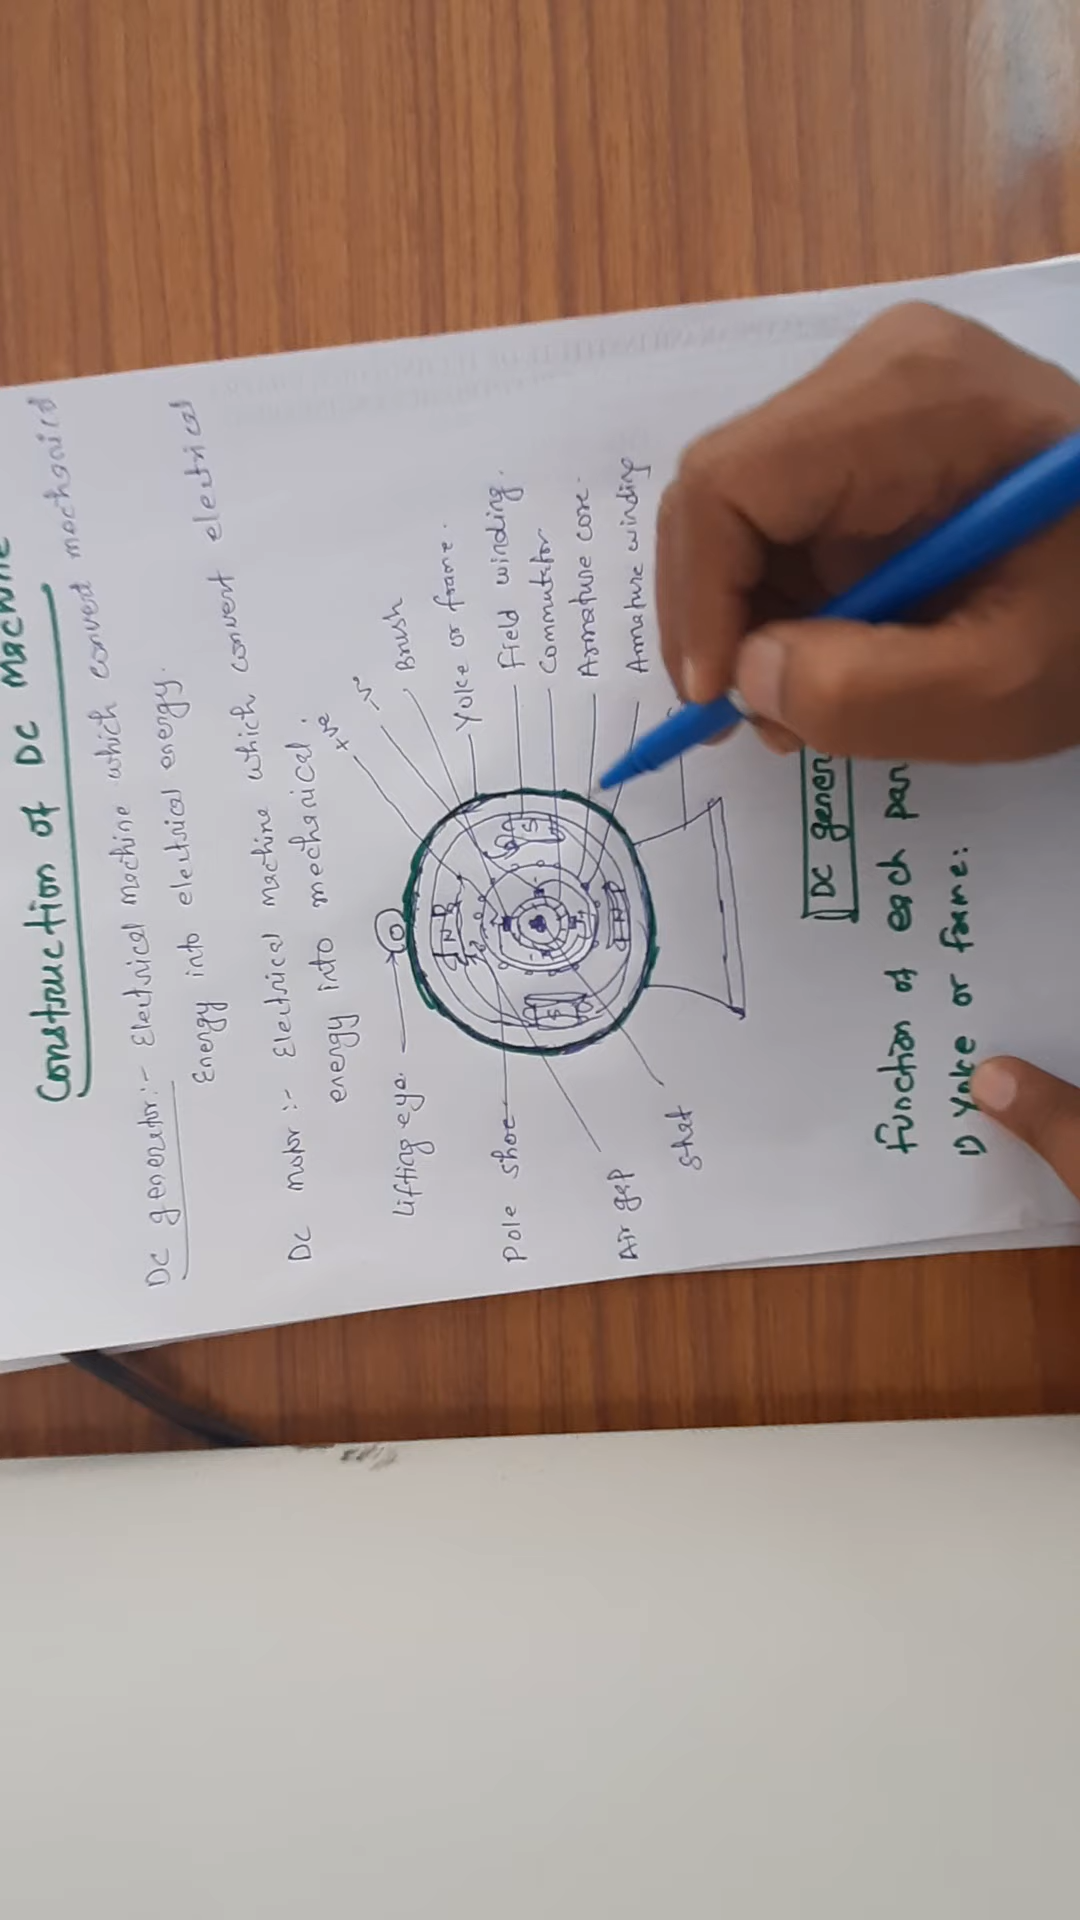 Construction of DC Machine
DC generator:- Electrical machine which convert mechanical
Energy into electrical energy.
DC motor :- Electrical machine which convert electrical
energy into mechanical.
+ve
-ve
Brush
Yoke or frame.
Field winding.
Commutator
Armature core.
Armature winding
Lifting eye
Pole shoe
Air gap
Shat
N
S
S
N
DC gener
Function of each par
1) Yoke or frame: